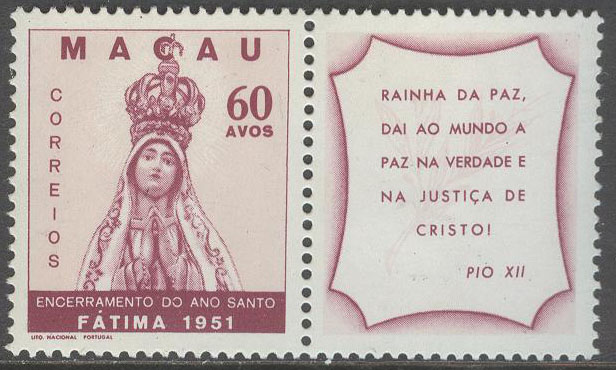 MACAU
CORREIOS
60
AVOS
ENCERRAMENTO DO ANO SANTO
FÁTIMA 1951
LITO. NACIONAL PORTUGAL
RAINHA DA PAZ,
DAI AO MUNDO A
PAZ NA VERDADE E
NA JUSTIÇA DE
CRISTO!
PIO XII